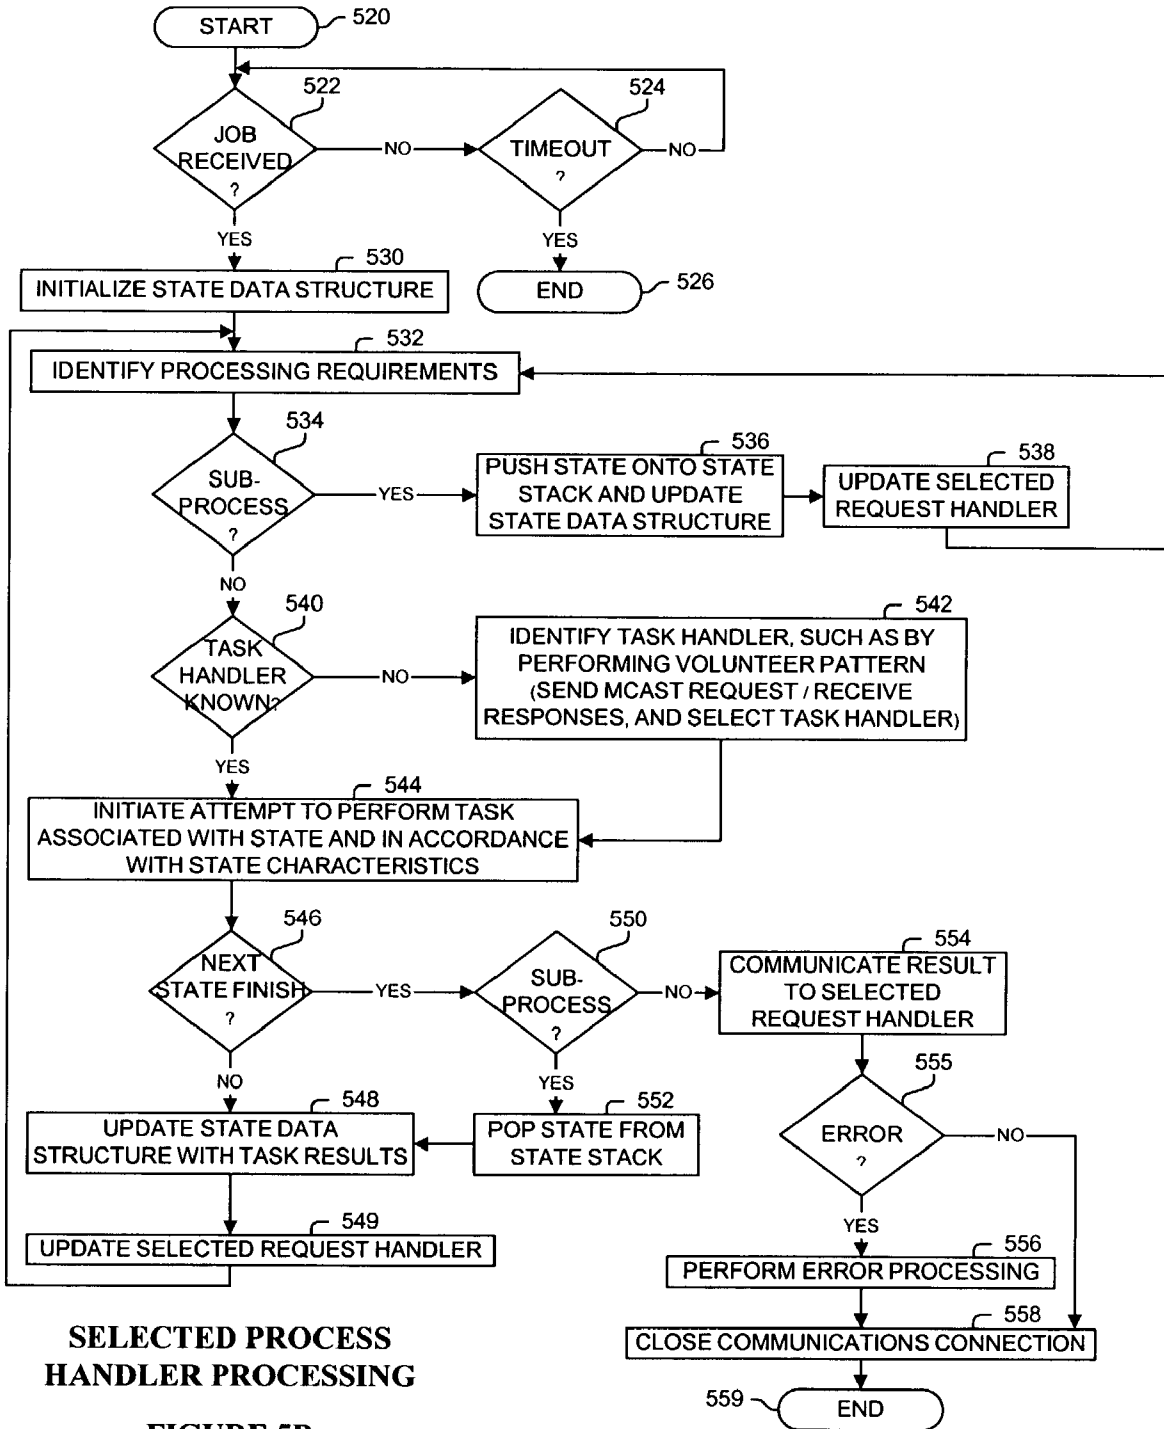 START
520
522
524
JOB
RECEIVED
?
NO
TIMEOUT
?
NO
YES
YES
530
INITIALIZE STATE DATA STRUCTURE
END
526
532
IDENTIFY PROCESSING REQUIREMENTS
534
SUB-
PROCESS
?
YES
536
PUSH STATE ONTO STATE
STACK AND UPDATE
STATE DATA STRUCTURE
538
UPDATE SELECTED
REQUEST HANDLER
NO
540
TASK
HANDLER
KNOWN?
NO
542
IDENTIFY TASK HANDLER, SUCH AS BY
PERFORMING VOLUNTEER PATTERN
(SEND MCAST REQUEST / RECEIVE
RESPONSES, AND SELECT TASK HANDLER)
YES
544
INITIATE ATTEMPT TO PERFORM TASK
ASSOCIATED WITH STATE AND IN ACCORDANCE
WITH STATE CHARACTERISTICS
546
NEXT
STATE FINISH
?
YES
550
SUB-
PROCESS
?
NO
554
COMMUNICATE RESULT
TO SELECTED
REQUEST HANDLER
NO
YES
548
UPDATE STATE DATA
STRUCTURE WITH TASK RESULTS
552
POP STATE FROM
STATE STACK
555
ERROR
?
NO
YES
549
UPDATE SELECTED REQUEST HANDLER
556
PERFORM ERROR PROCESSING
558
CLOSE COMMUNICATIONS CONNECTION
559
END
SELECTED PROCESS
HANDLER PROCESSING